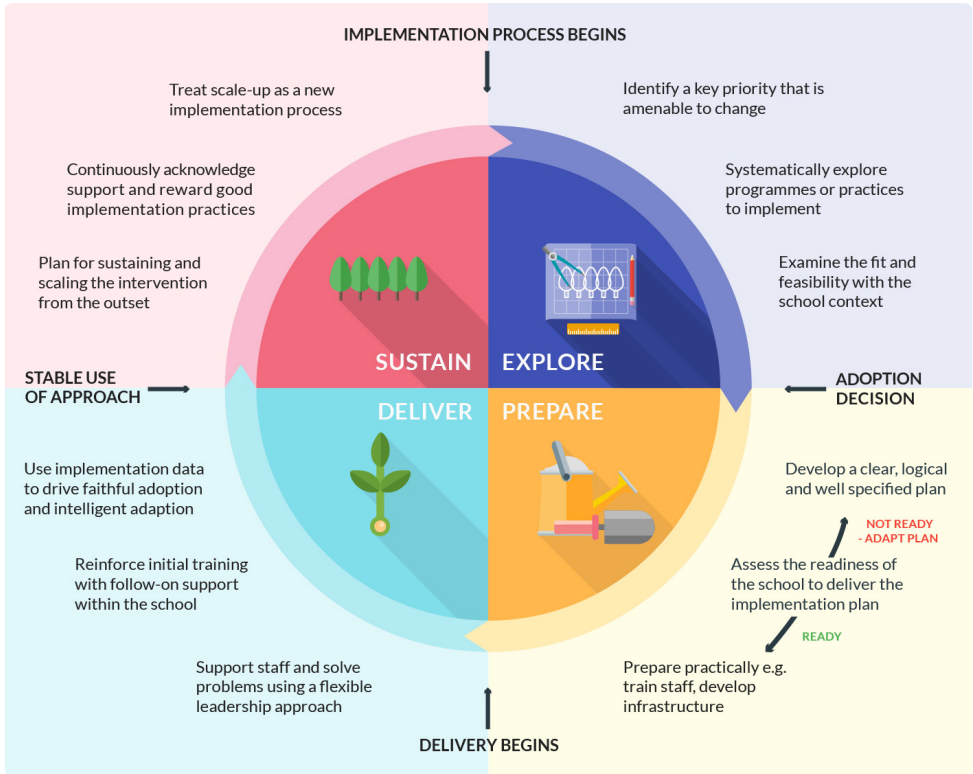 IMPLEMENTATION PROCESS BEGINS
Identify a key priority that is
amenable to change
Systematically explore
programmes or practices
to implement
Examine the fit and
feasibility with the
school context
EXPLORE
ADOPTION
DECISION
PREPARE
Develop a clear, logical
and well specified plan
NOT READY
- ADAPT PLAN
Assess the readiness of
the school to deliver the
implementation plan
READY
Prepare practically e.g.
train staff, develop
infrastructure
DELIVERY BEGINS
DELIVER
Support staff and solve
problems using a flexible
leadership approach
Reinforce initial training
with follow-on support
within the school
Use implementation data
to drive faithful adoption
and intelligent adaption
STABLE USE
OF APPROACH
SUSTAIN
Plan for sustaining and
scaling the intervention
from the outset
Continuously acknowledge
support and reward good
implementation practices
Treat scale-up as a new
implementation process